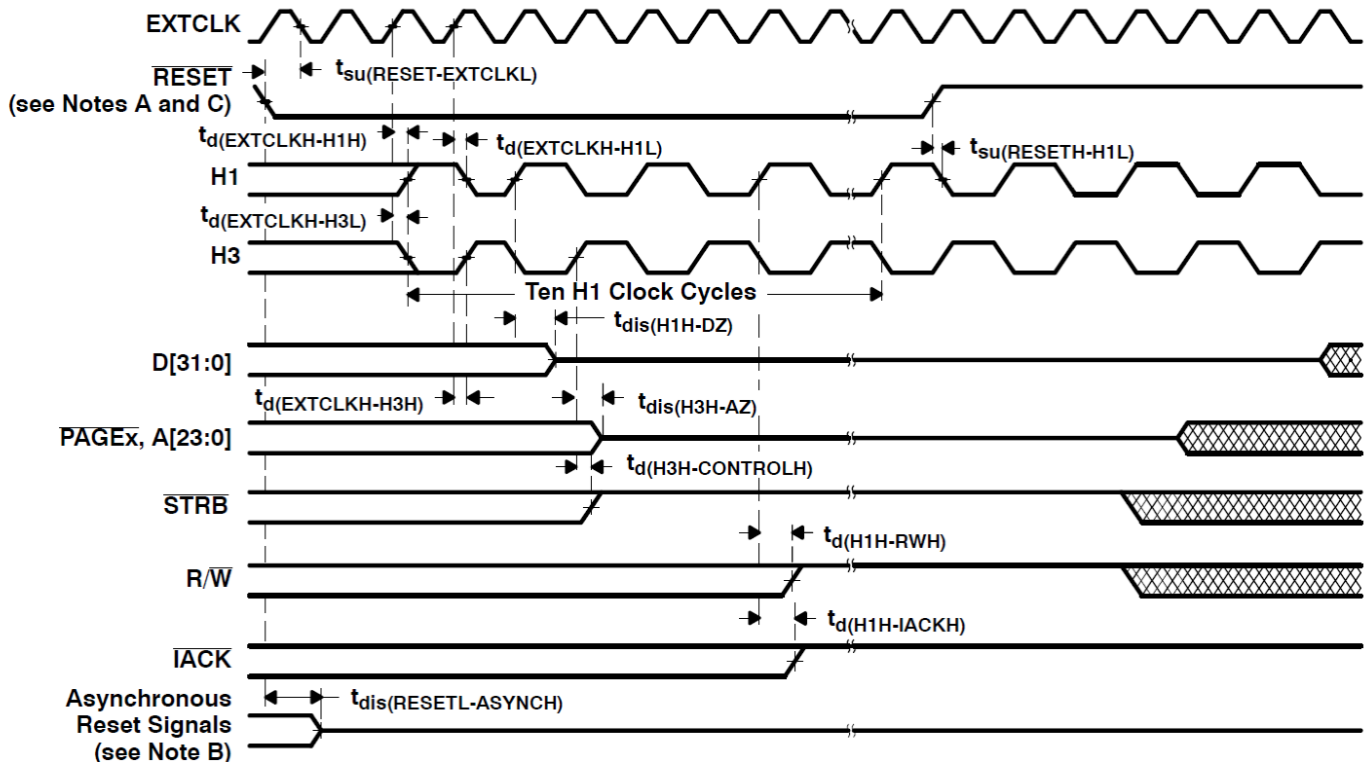 EXTCLK
tsu(RESET-EXTCLKL)
RESET
(see Notes A and C)
td(EXTCLKH-H1H)
td(EXTCLKH-H1L)
tsu(RESETH-H1L)
H1
td(EXTCLKH-H3L)
H3
Ten H1 Clock Cycles
tdis(H1H-DZ)
D[31:0]
td(EXTCLKH-H3H)
tdis(H3H-AZ)
PAGEx, A[23:0]
td(H3H-CONTROLH)
STRB
td(H1H-RWH)
R/W
td(H1H-IACKH)
IACK
Asynchronous
Reset Signals
(see Note B)
tdis(RESETL-ASYNCH)